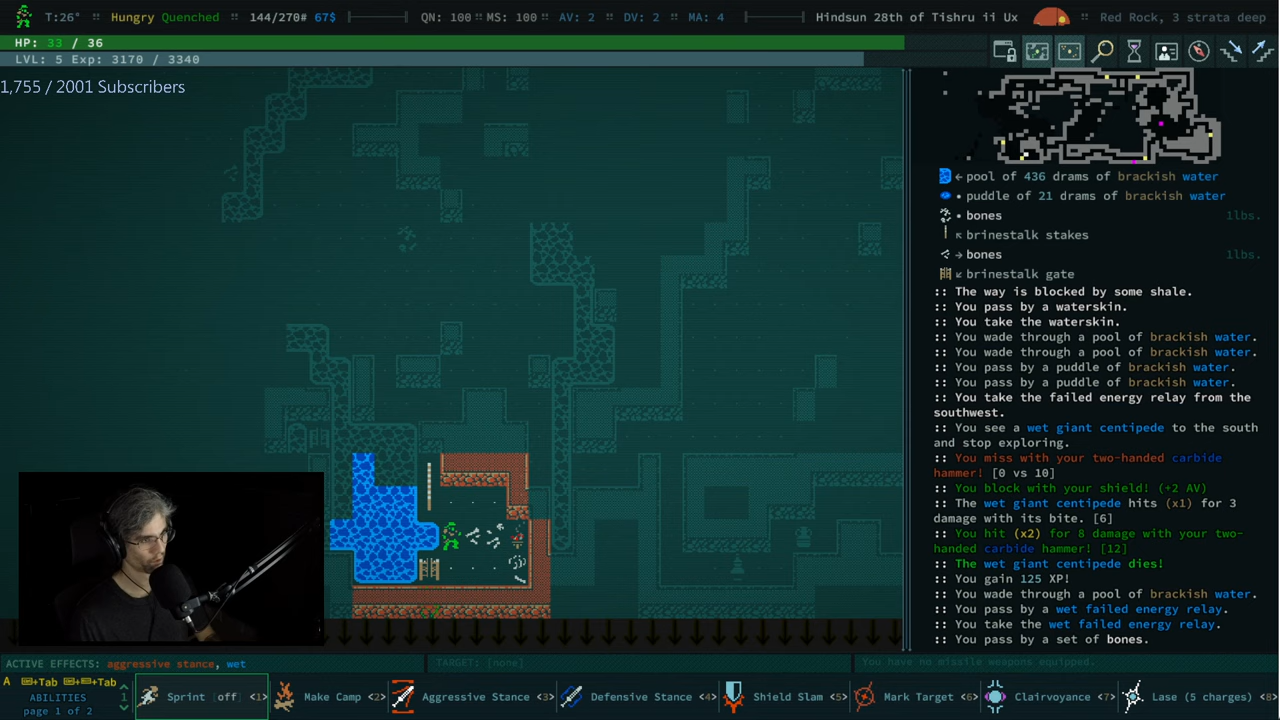 T:26° Hungry Quenched 144/270# 67$ QN: 100 MS: 100 AV: 2 DV: 2 MA: 4 Hindsun 28th of Tishru ii Ux Red Rock, 3 strata deep
HP: 33 / 36
LVL: 5 Exp: 3170 / 3340
1,755 / 2001 Subscribers
pool of 436 drams of brackish water
puddle of 21 drams of brackish water
bones 1lbs.
brinestalk stakes
bones 1lbs.
brinestalk gate
:: The way is blocked by some shale.
:: You pass by a waterskin.
:: You take the waterskin.
:: You wade through a pool of brackish water.
:: You wade through a pool of brackish water.
:: You pass by a puddle of brackish water.
:: You pass by a puddle of brackish water.
:: You take the failed energy relay from the
southwest.
:: You see a wet giant centipede to the south
and stop exploring.
:: You miss with your two-handed carbide
hammer! [0 vs 10]
:: You block with your shield! (+2 AV)
:: The wet giant centipede hits (x1) for 3
damage with its bite. [6]
:: You hit (x2) for 8 damage with your two-
handed carbide hammer! [12]
:: The wet giant centipede dies!
:: You gain 125 XP!
:: You wade through a pool of brackish water.
:: You pass by a wet failed energy relay.
:: You take the wet failed energy relay.
:: You pass by a set of bones.
ACTIVE EFFECTS: aggressive stance, wet
TARGET: [none]
You have no missile weapons equipped.
A +Tab +Tab
ABILITIES
page 1 of 2
Sprint [off] <1>
Make Camp <2>
Aggressive Stance <3>
Defensive Stance <4>
Shield Slam <5>
Mark Target <6>
Clairvoyance <7>
Lase (5 charges) <8>